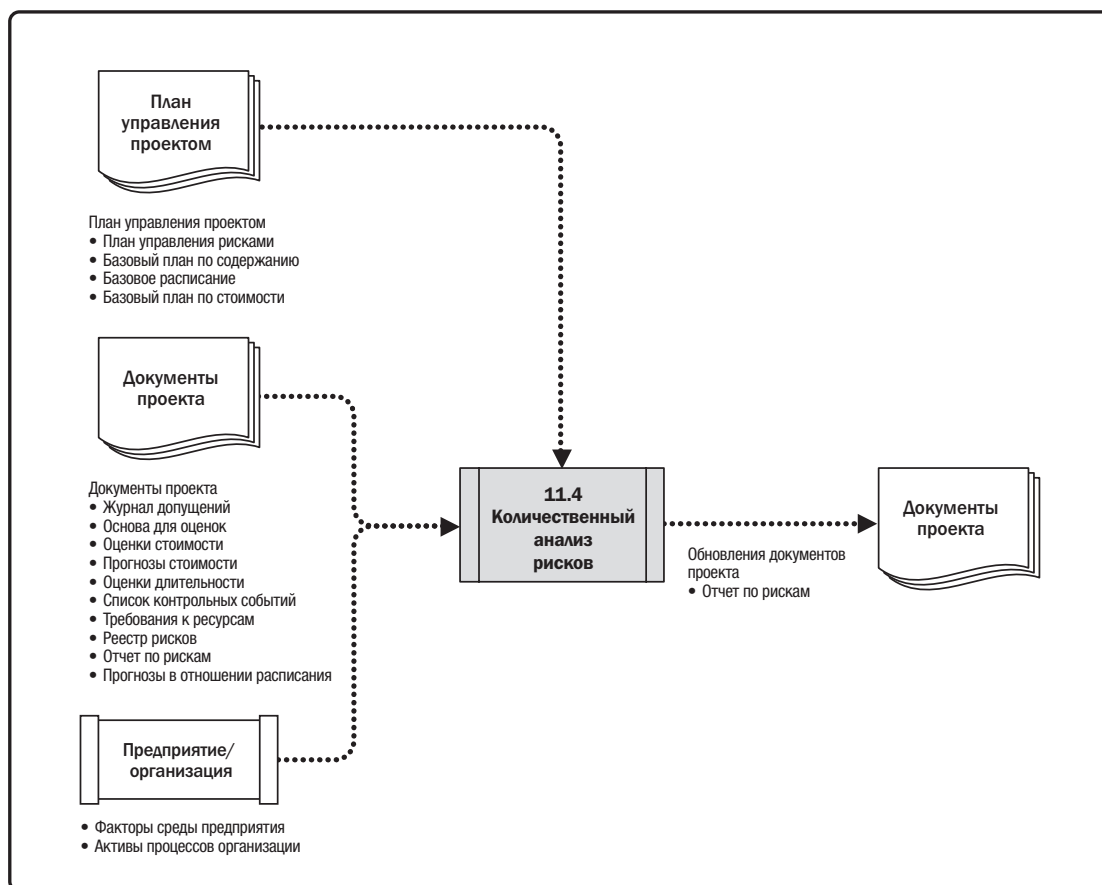 План
управления
проектом
План управления проектом
• План управления рисками
• Базовый план по содержанию
• Базовое расписание
• Базовый план по стоимости
Документы
проекта
Документы проекта
• Журнал допущений
• Основа для оценок
• Оценки стоимости
• Прогнозы стоимости
• Оценки длительности
• Список контрольных событий
• Требования к ресурсам
• Реестр рисков
• Отчет по рискам
• Прогнозы в отношении расписания
Предприятие/
организация
• Факторы среды предприятия
• Активы процессов организации
11.4
Количественный
анализ
рисков
Обновления документов
проекта
• Отчет по рискам
Документы
проекта